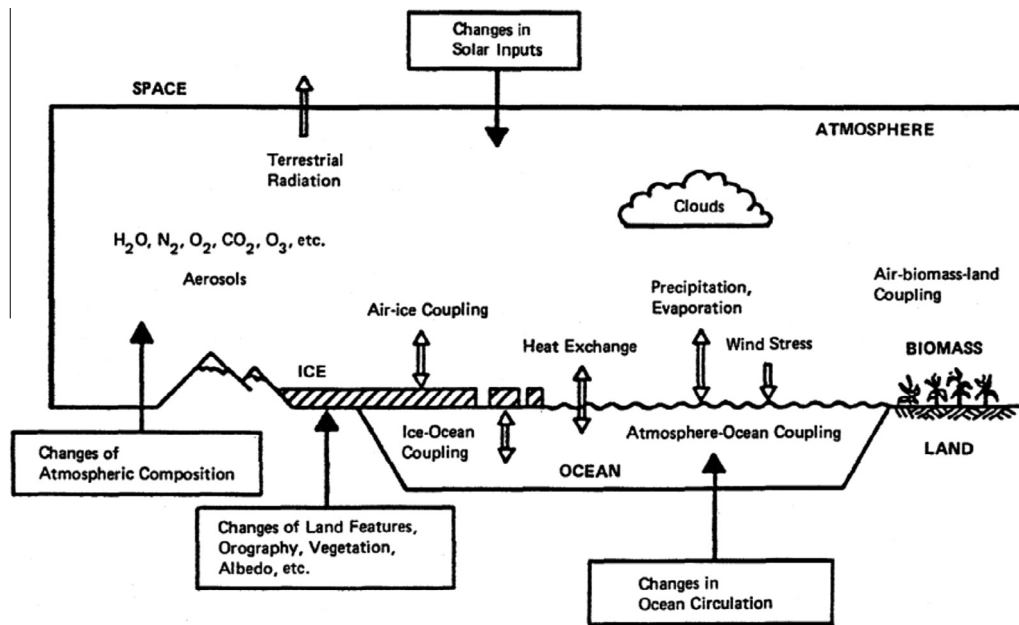 Changes in
Solar Inputs
SPACE
ATMOSPHERE
Terrestrial
Radiation
Clouds
H₂O, N₂, O₂, CO₂, O₃, etc.
Aerosols
Air-biomass-land
Coupling
Precipitation,
Evaporation
Air-ice Coupling
Heat Exchange
Wind Stress
BIOMASS
ICE
Ice-Ocean
Coupling
Atmosphere-Ocean Coupling
LAND
OCEAN
Changes of
Atmospheric Composition
Changes of Land Features,
Orography, Vegetation,
Albedo, etc.
Changes in
Ocean Circulation